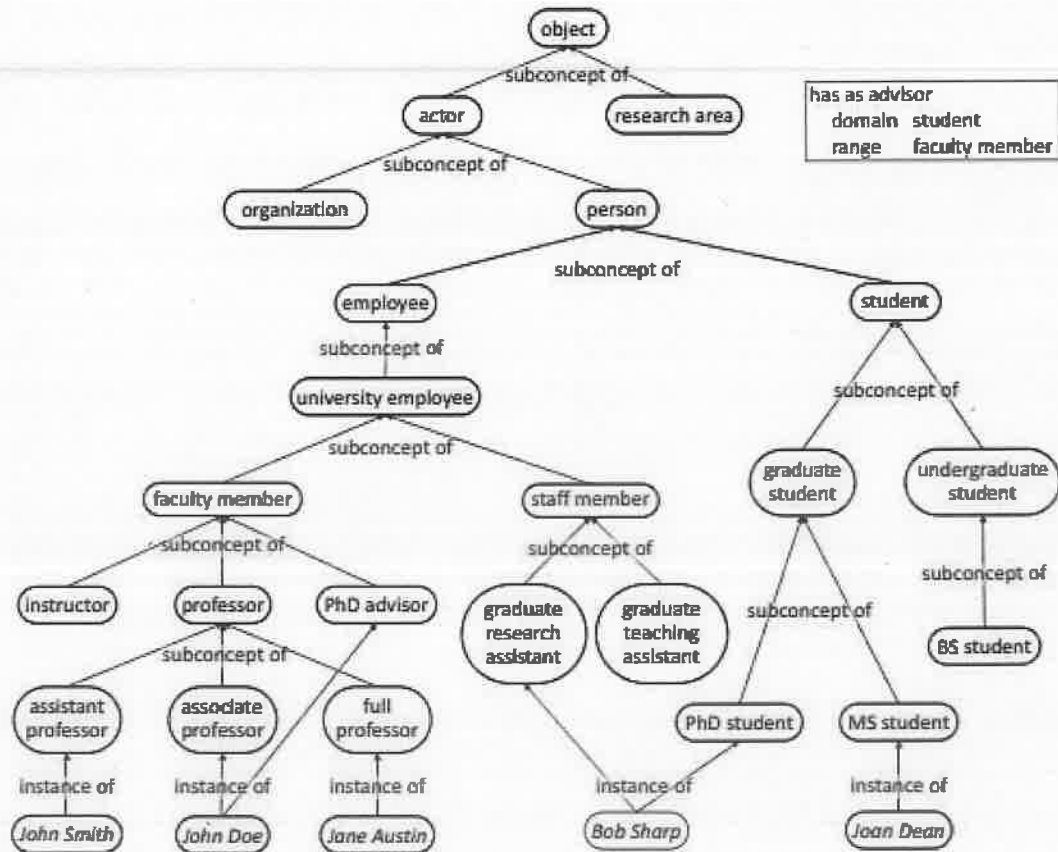 object
subconcept of
actor
research area
has as advisor
domain student
range faculty member
subconcept of
organization
person
subconcept of
employee
student
subconcept of
university employee
subconcept of
subconcept of
faculty member
staff member
graduate
student
undergraduate
student
subconcept of
subconcept of
instructor
professor
PhD advisor
graduate
research
assistant
graduate
teaching
assistant
subconcept of
subconcept of
BS student
subconcept of
assistant
professor
associate
professor
full
professor
PhD student
MS student
instance of
instance of
instance of
instance of
instance of
John Smith
John Doe
Jane Austin
Bob Sharp
Joan Dean